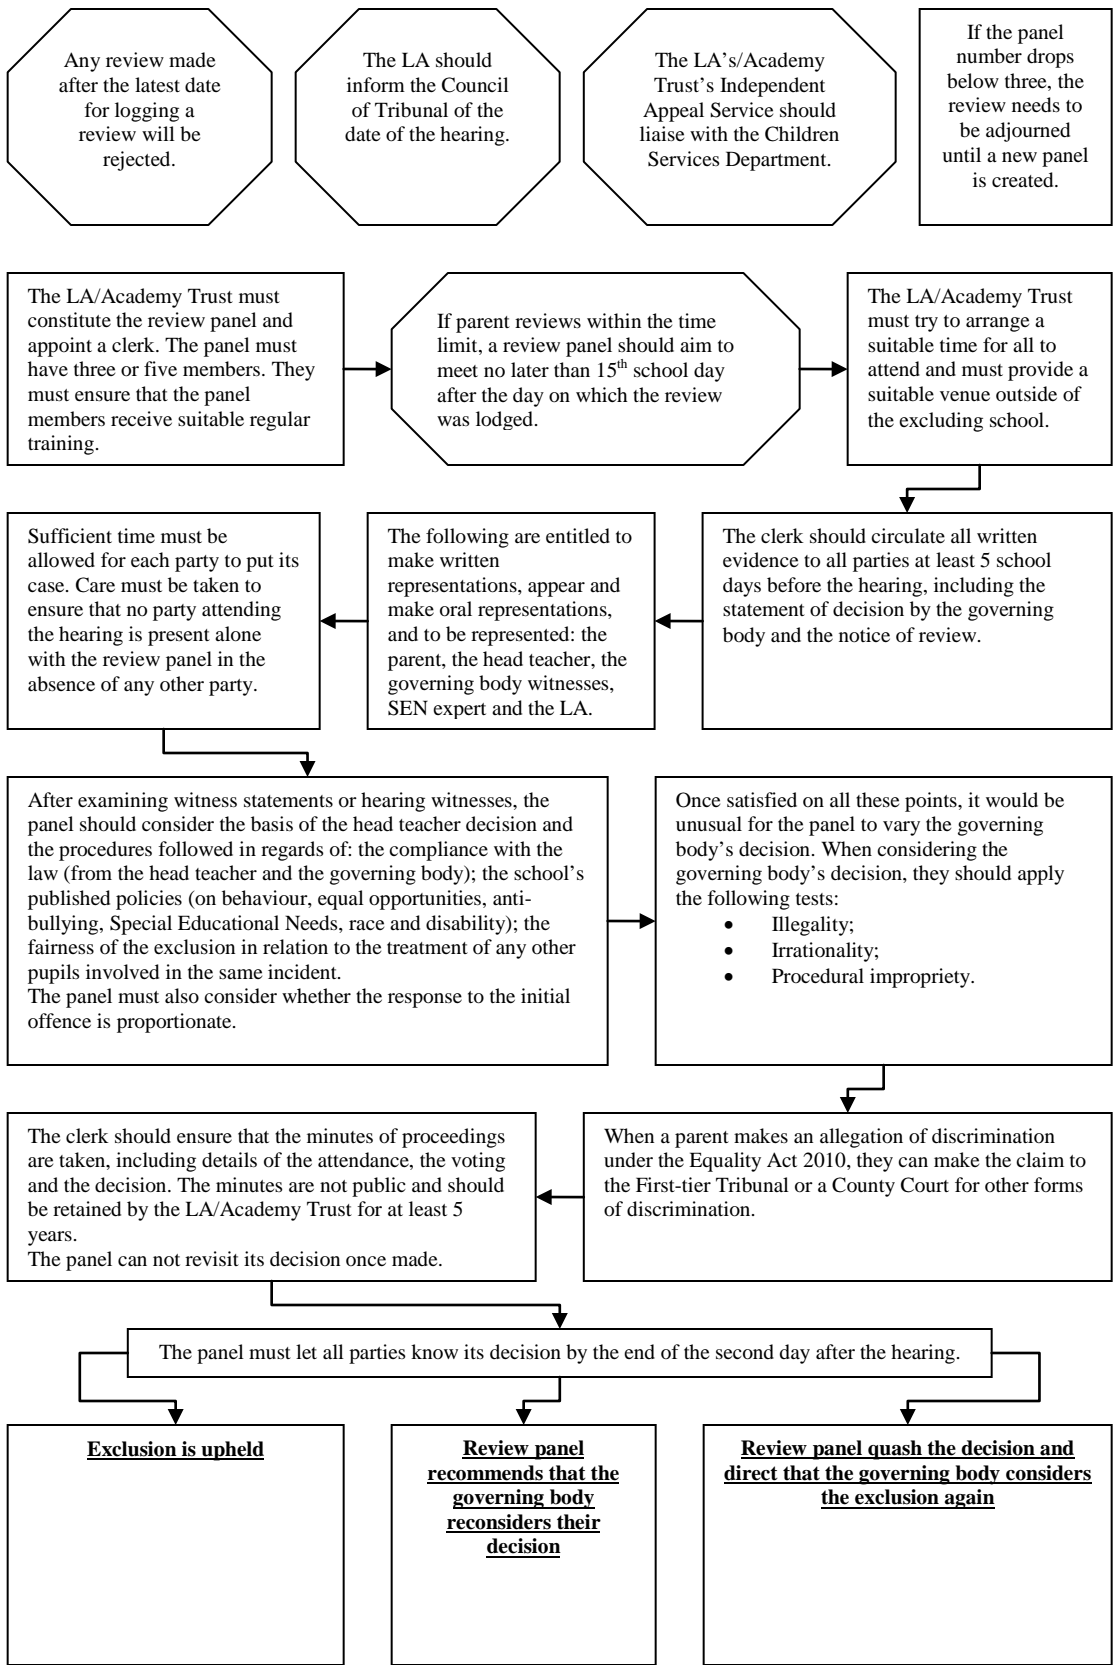 Any review made
after the latest date
for logging a
review will be
rejected.
The LA should
inform the Council
of Tribunal of the
date of the hearing.
The LA's/Academy
Trust's Independent
Appeal Service should
liaise with the Children
Services Department.
If the panel
number drops
below three, the
review needs to
be adjourned
until a new panel
is created.
The LA/Academy Trust must
constitute the review panel and
appoint a clerk. The panel must
have three or five members. They
must ensure that the panel
members receive suitable regular
training.
If parent reviews within the time
limit, a review panel should aim to
meet no later than 15th school day
after the day on which the review
was lodged.
The LA/Academy Trust
must try to arrange a
suitable time for all to
attend and must provide a
suitable venue outside of
the excluding school.
The clerk should circulate all written
evidence to all parties at least 5 school
days before the hearing, including the
statement of decision by the governing
body and the notice of review.
The following are entitled to
make written
representations, appear and
make oral representations,
and to be represented: the
parent, the head teacher, the
governing body witnesses,
SEN expert and the LA.
Sufficient time must be
allowed for each party to put its
case. Care must be taken to
ensure that no party attending
the hearing is present alone
with the review panel in the
absence of any other party.
After examining witness statements or hearing witnesses, the
panel should consider the basis of the head teacher decision and
the procedures followed in regards of: the compliance with the
law (from the head teacher and the governing body); the school's
published policies (on behaviour, equal opportunities, anti-
bullying, Special Educational Needs, race and disability); the
fairness of the exclusion in relation to the treatment of any other
pupils involved in the same incident.
The panel must also consider whether the response to the initial
offence is proportionate.
Once satisfied on all these points, it would be
unusual for the panel to vary the governing
body's decision. When considering the
governing body's decision, they should apply
the following tests:
• Illegality;
• Irrationality;
• Procedural impropriety.
When a parent makes an allegation of discrimination
under the Equality Act 2010, they can make the claim to
the First-tier Tribunal or a County Court for other forms
of discrimination.
The clerk should ensure that the minutes of proceedings
are taken, including details of the attendance, the voting
and the decision. The minutes are not public and should
be retained by the LA/Academy Trust for at least 5
years.
The panel can not revisit its decision once made.
The panel must let all parties know its decision by the end of the second day after the hearing.
Exclusion is upheld
Review panel
recommends that the
governing body
reconsiders their
decision
Review panel quash the decision and
direct that the governing body considers
the exclusion again